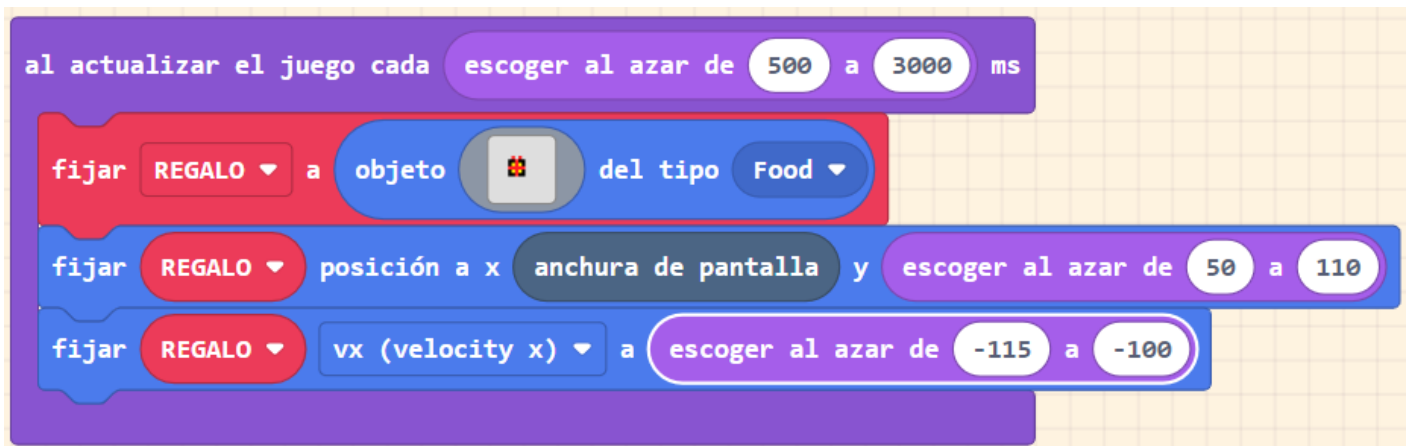 al actualizar el juego cada escoger al azar de 500 a 3000 ms
fijar REGALO a objeto del tipo Food
fijar REGALO posición a x anchura de pantalla y escoger al azar de 50 a 110
fijar REGALO vx (velocity x) a escoger al azar de -115 a -100